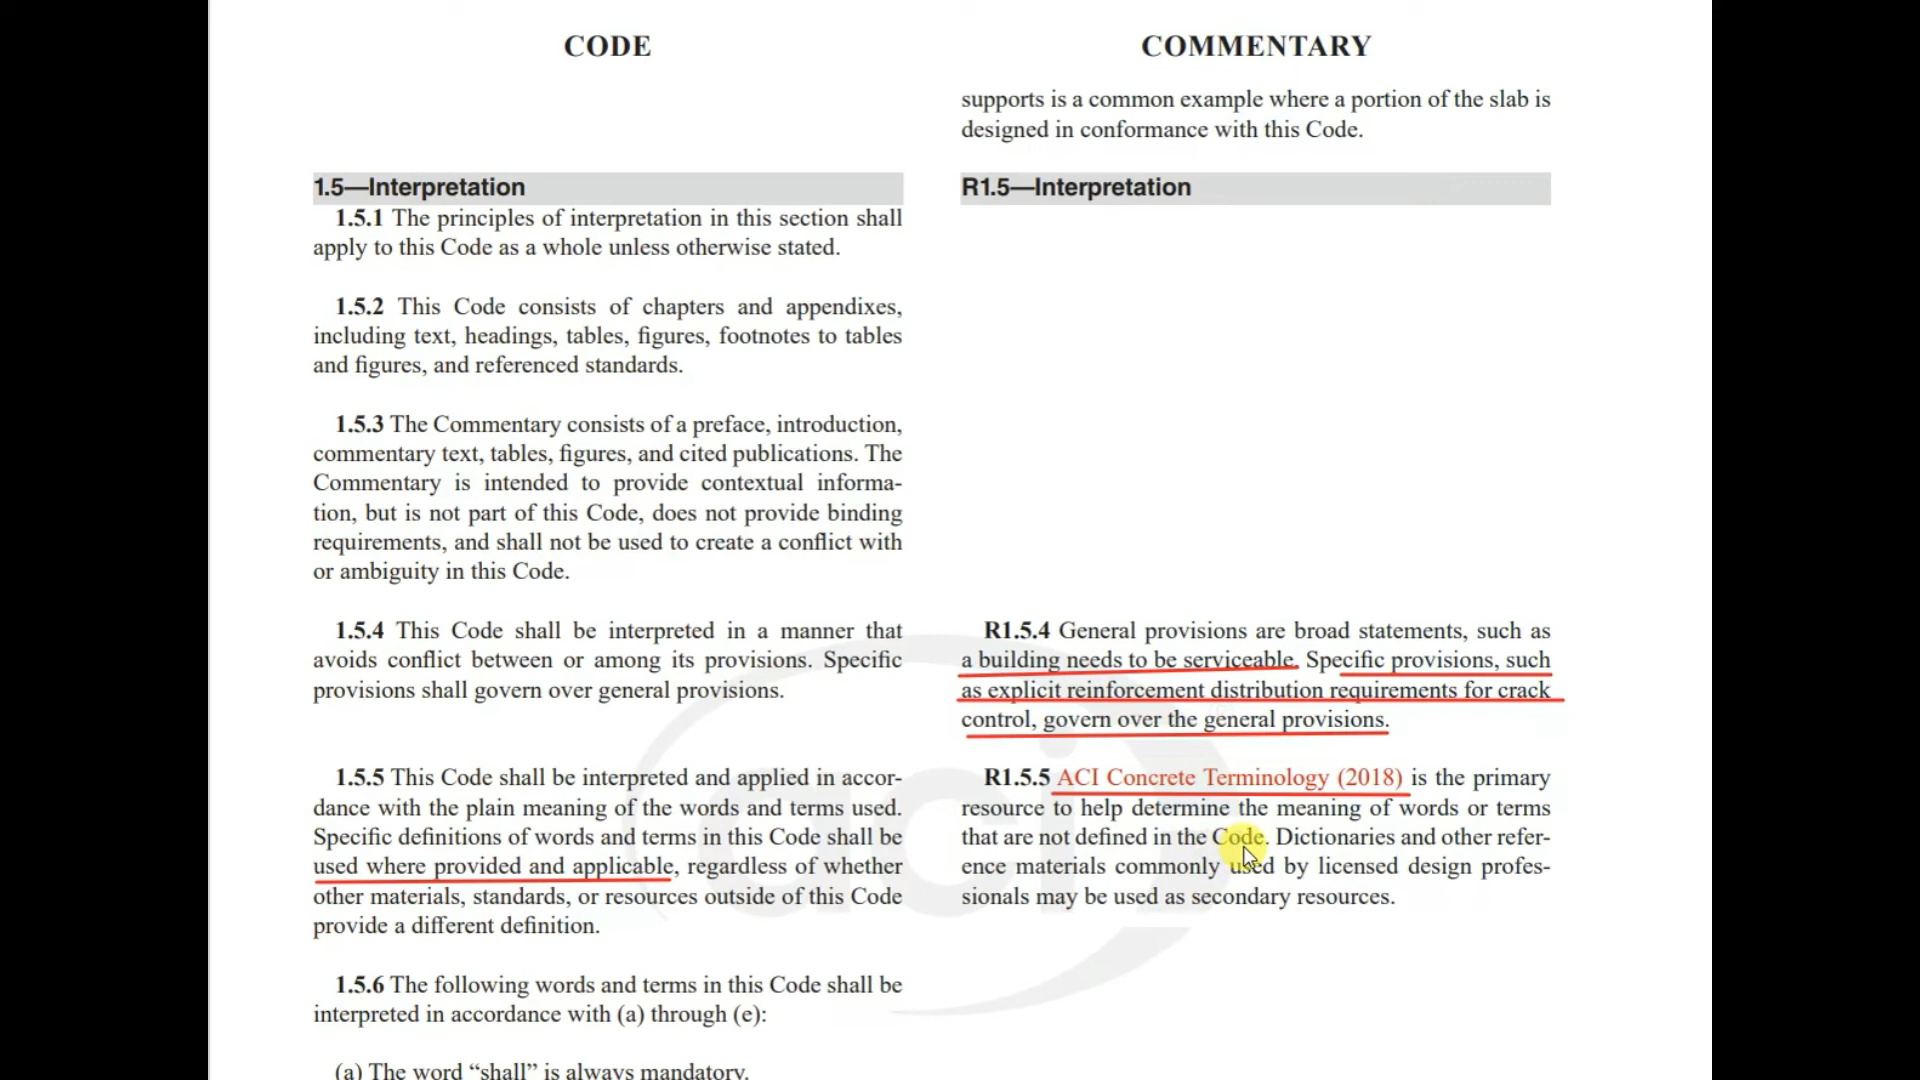 CODE
1.5—Interpretation
1.5.1 The principles of interpretation in this section shall
apply to this Code as a whole unless otherwise stated.
1.5.2 This Code consists of chapters and appendixes,
including text, headings, tables, figures, footnotes to tables
and figures, and referenced standards.
1.5.3 The Commentary consists of a preface, introduction,
commentary text, tables, figures, and cited publications. The
Commentary is intended to provide contextual informa-
tion, but is not part of this Code, does not provide binding
requirements, and shall not be used to create a conflict with
or ambiguity in this Code.
1.5.4 This Code shall be interpreted in a manner that
avoids conflict between or among its provisions. Specific
provisions shall govern over general provisions.
1.5.5 This Code shall be interpreted and applied in accor-
dance with the plain meaning of the words and terms used.
Specific definitions of words and terms in this Code shall be
used where provided and applicable, regardless of whether
other materials, standards, or resources outside of this Code
provide a different definition.
1.5.6 The following words and terms in this Code shall be
interpreted in accordance with (a) through (e):
(a) The word “shall” is always mandatory.
COMMENTARY
supports is a common example where a portion of the slab is
designed in conformance with this Code.
R1.5—Interpretation
R1.5.4 General provisions are broad statements, such as
a building needs to be serviceable. Specific provisions, such
as explicit reinforcement distribution requirements for crack
control, govern over the general provisions.
R1.5.5 ACI Concrete Terminology (2018) is the primary
resource to help determine the meaning of words or terms
that are not defined in the Code. Dictionaries and other refer-
ence materials commonly used by licensed design profes-
sionals may be used as secondary resources.
aci